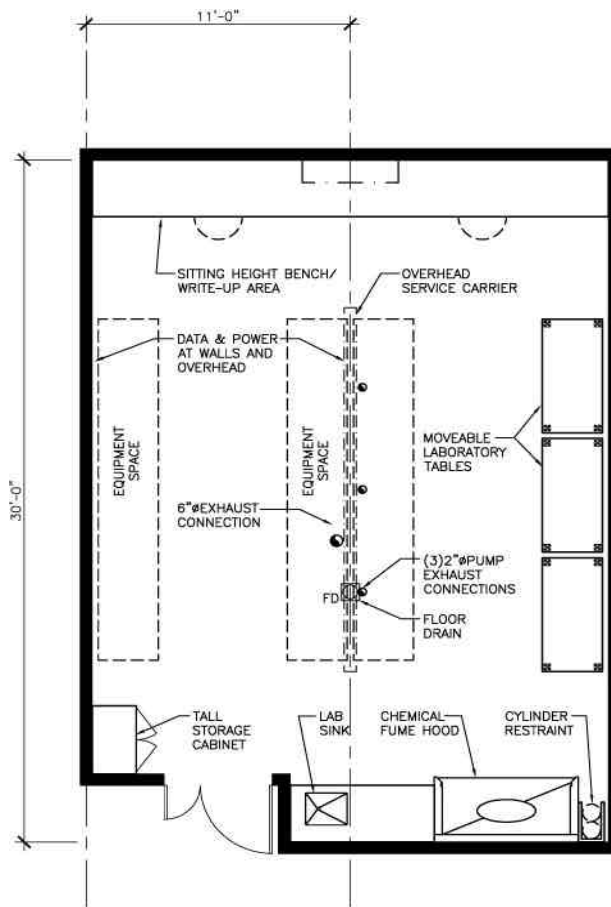 11'-0"
30'-0"
SITTING HEIGHT BENCH/
WRITE-UP AREA
OVERHEAD
SERVICE CARRIER
DATA & POWER
AT WALLS AND
OVERHEAD
EQUIPMENT
SPACE
EQUIPMENT
SPACE
MOVEABLE
LABORATORY
TABLES
6"øEXHAUST
CONNECTION
(3)2"øPUMP
EXHAUST
CONNECTIONS
FD
FLOOR
DRAIN
TALL
STORAGE
CABINET
LAB
SINK
CHEMICAL
FUME HOOD
CYLINDER
RESTRAINT